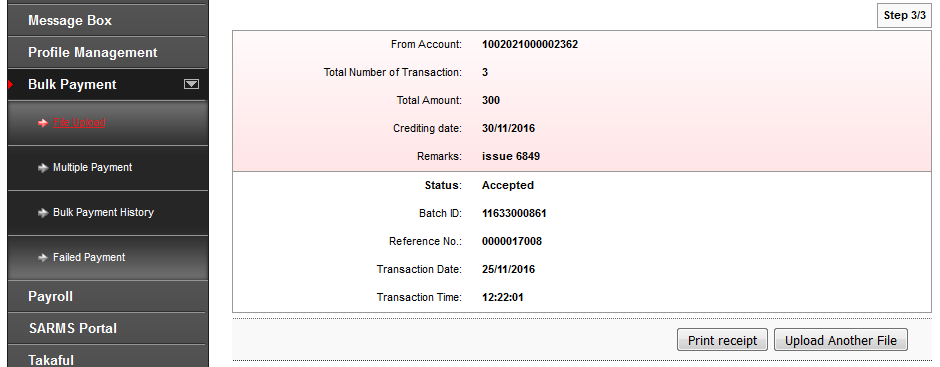 Message Box
Profile Management
Bulk Payment
File Upload
Multiple Payment
Bulk Payment History
Failed Payment
Payroll
SARMS Portal
Takaful
Step 3/3
From Account: 1002021000002362
Total Number of Transaction: 3
Total Amount: 300
Crediting date: 30/11/2016
Remarks: issue 6849
Status: Accepted
Batch ID: 11633000861
Reference No.: 0000017008
Transaction Date: 25/11/2016
Transaction Time: 12:22:01
Print receipt Upload Another File